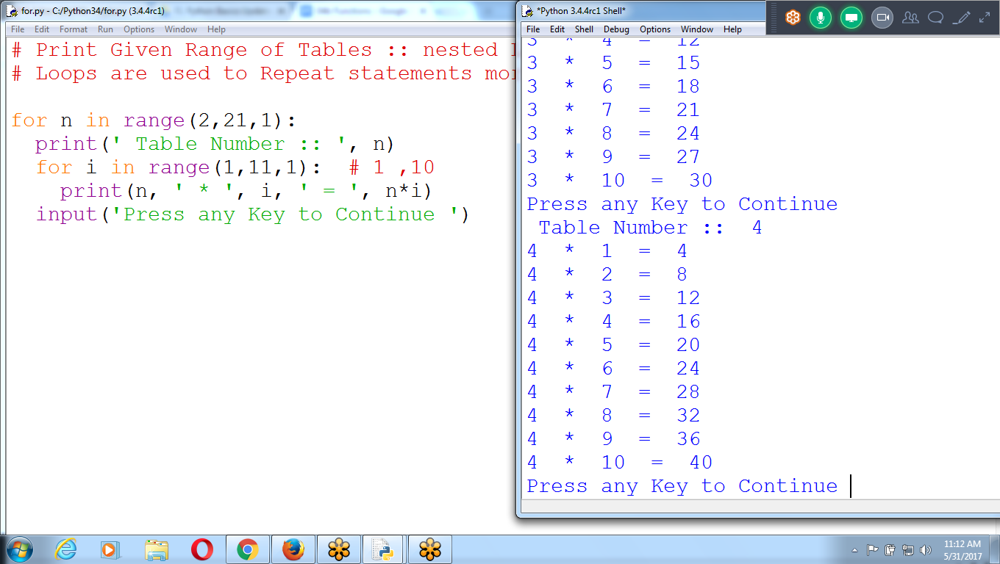 for.py - C:/Python34/for.py (3.4.4rc1)
File Edit Format Run Options Window Help
# Print Given Range of Tables :: nested
# Loops are used to Repeat statements
for n in range(2,21,1):
print(' Table Number :: ', n)
for i in range(1,11,1): # 1 ,10
print(n, ' * ', i, ' = ', n*i)
input('Press any Key to Continue ')
*Python 3.4.4rc1 Shell*
File Edit Shell Debug Options Window Help
3 * 4 = 12
3 * 5 = 15
3 * 6 = 18
3 * 7 = 21
3 * 8 = 24
3 * 9 = 27
3 * 10 = 30
Press any Key to Continue
Table Number :: 4
4 * 1 = 4
4 * 2 = 8
4 * 3 = 12
4 * 4 = 16
4 * 5 = 20
4 * 6 = 24
4 * 7 = 28
4 * 8 = 32
4 * 9 = 36
4 * 10 = 40
Press any Key to Continue
11:12 AM
5/31/2017